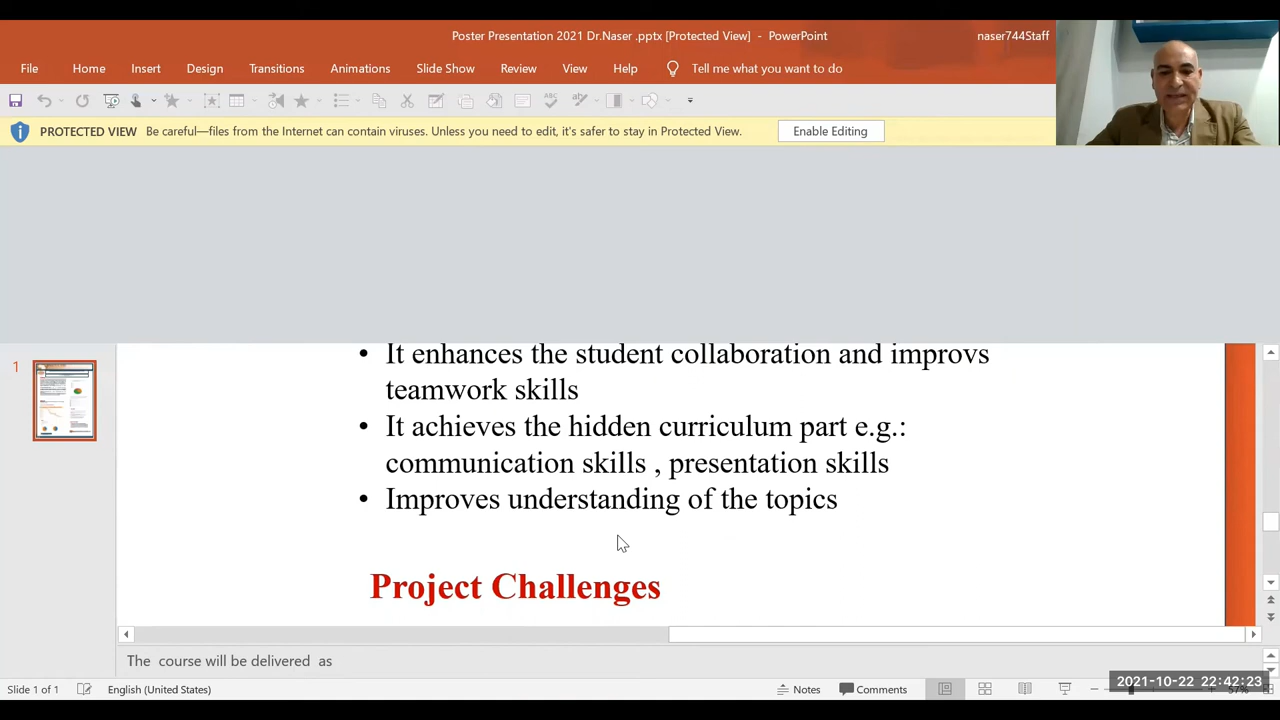 Poster Presentation 2021 Dr.Naser .pptx [Protected View] - PowerPoint
naser744Staff
File Home Insert Design Transitions Animations Slide Show Review View Help Tell me what you want to do
PROTECTED VIEW Be careful—files from the Internet can contain viruses. Unless you need to edit, it's safer to stay in Protected View. Enable Editing
1
• It enhances the student collaboration and improvs
teamwork skills
• It achieves the hidden curriculum part e.g.:
communication skills , presentation skills
• Improves understanding of the topics
Project Challenges
The course will be delivered as
Slide 1 of 1 English (United States) Notes Comments 57%
2021-10-22 22:42:23